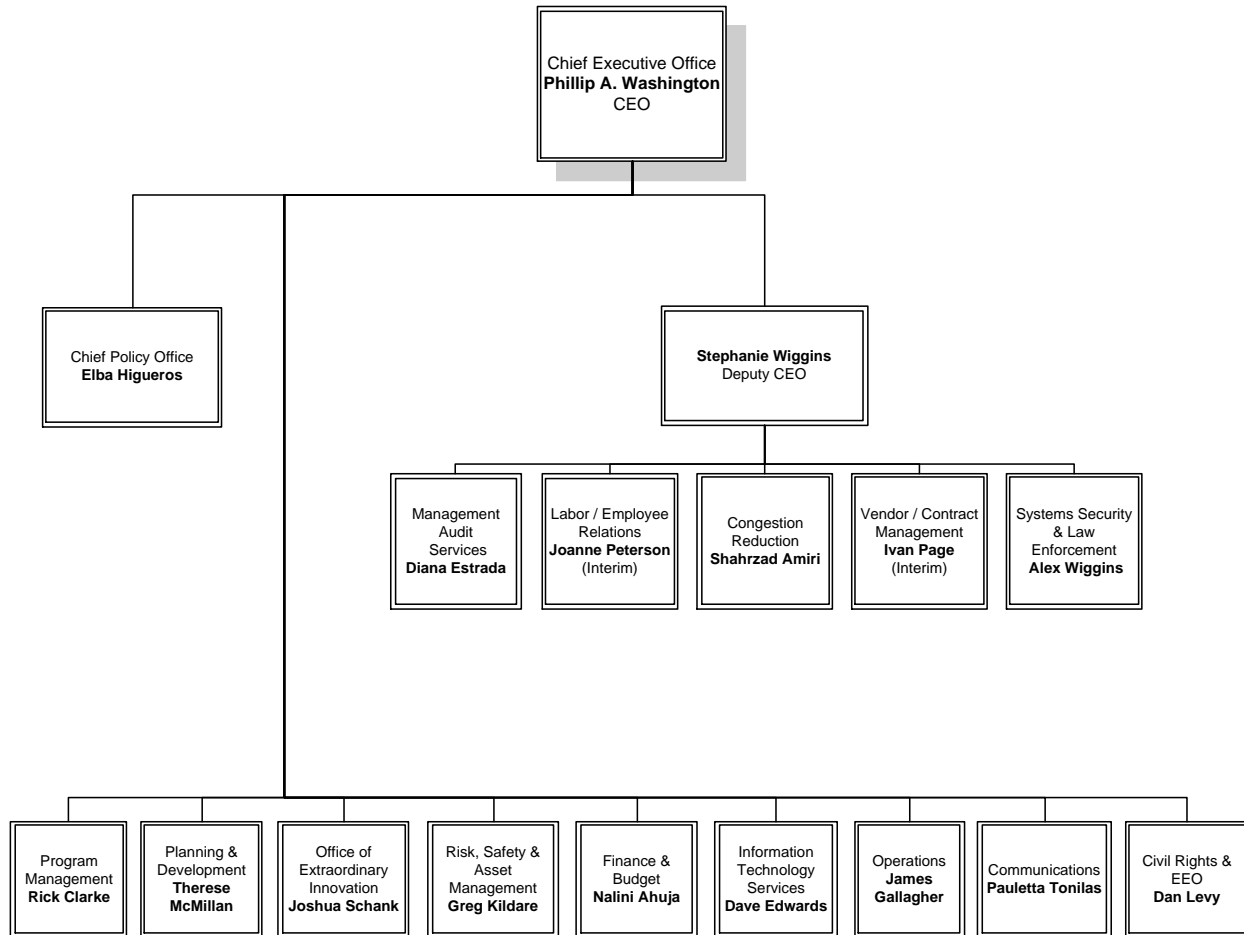 Chief Executive Office
Phillip A. Washington
CEO
Chief Policy Office
Elba Higueros
Stephanie Wiggins
Deputy CEO
Management
Audit
Services
Diana Estrada
Labor / Employee
Relations
Joanne Peterson
(Interim)
Congestion
Reduction
Shahrzad Amiri
Vendor / Contract
Management
Ivan Page
(Interim)
Systems Security
& Law
Enforcement
Alex Wiggins
Program
Management
Rick Clarke
Planning &
Development
Therese
McMillan
Office of
Extraordinary
Innovation
Joshua Schank
Risk, Safety &
Asset
Management
Greg Kildare
Finance &
Budget
Nalini Ahuja
Information
Technology
Services
Dave Edwards
Operations
James
Gallagher
Communications
Pauletta Tonilas
Civil Rights &
EEO
Dan Levy